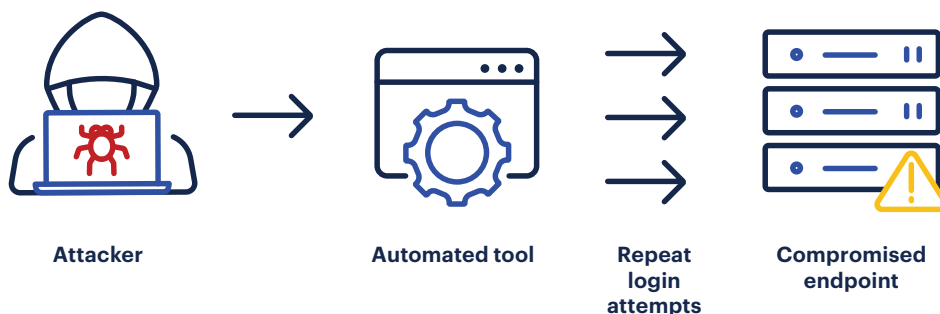 Attacker
Automated tool
Repeat
login
attempts
Compromised
endpoint